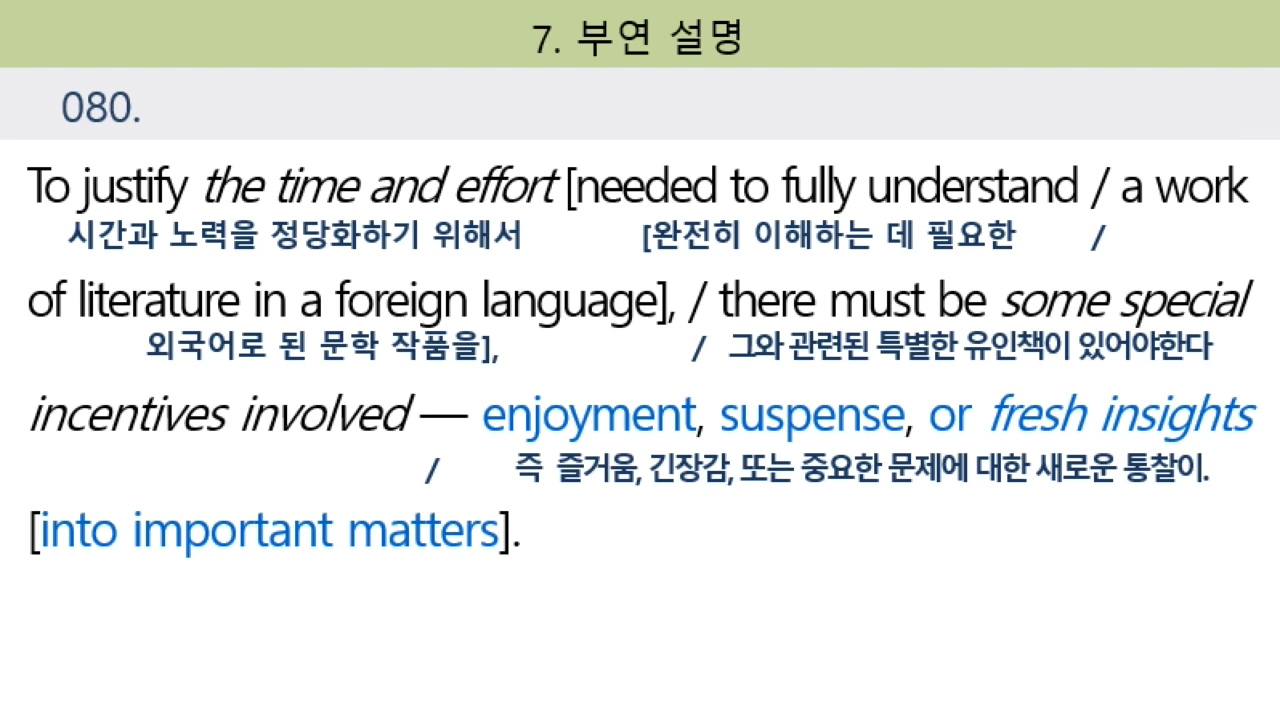 7. 부연 설명
080.
To justify the time and effort [needed to fully understand / a work
시간과 노력을 정당화하기 위해서 [완전히 이해하는 데 필요한 /
of literature in a foreign language], / there must be some special
외국어로 된 문학 작품을], / 그와 관련된 특별한 유인책이 있어야한다
incentives involved — enjoyment, suspense, or fresh insights
/ 즉 즐거움, 긴장감, 또는 중요한 문제에 대한 새로운 통찰이.
[into important matters].